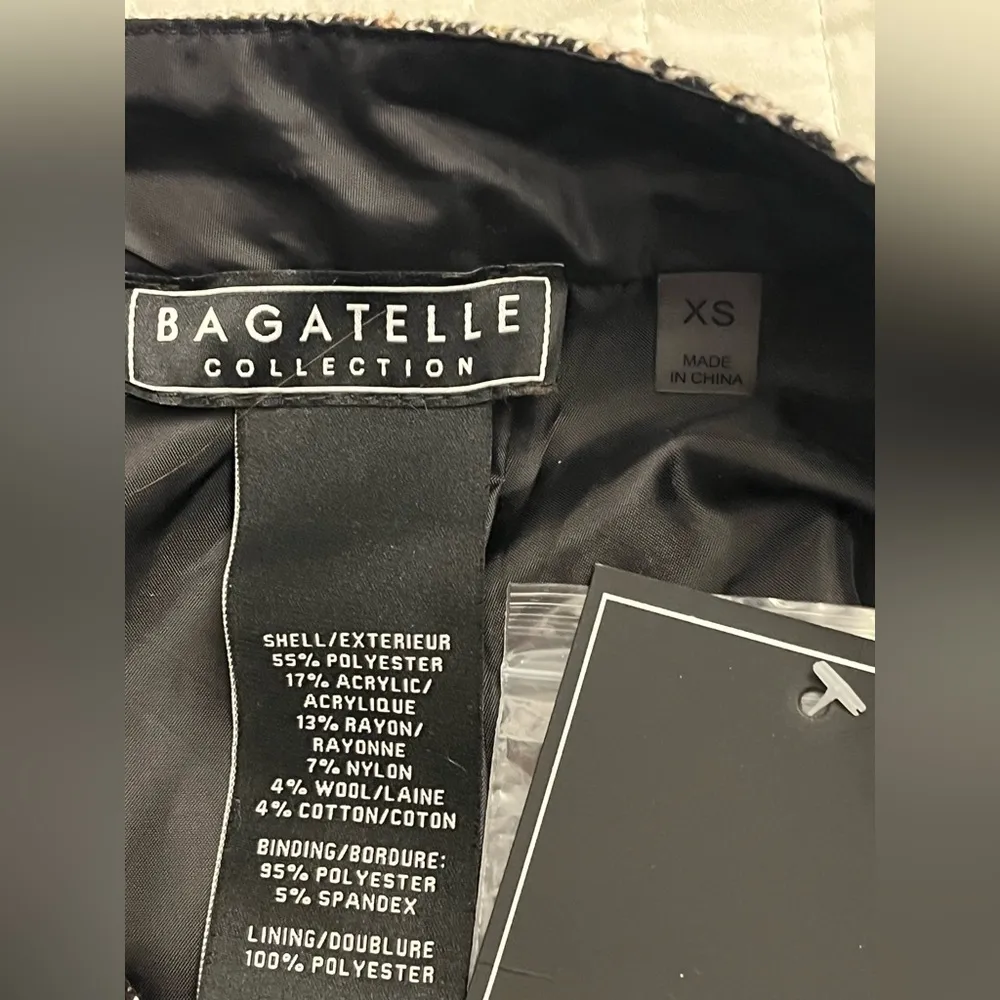 BAGATELLE
COLLECTION
XS
MADE
IN CHINA
SHELL/EXTERIEUR
55% POLYESTER
17% ACRYLIC/
ACRYLIQUE
13% RAYON/
RAYONNE
7% NYLON
4% WOOL/LAINE
4% COTTON/COTON
BINDING/BORDURE:
95% POLYESTER
5% SPANDEX
LINING/DOUBLURE
100% POLYESTER